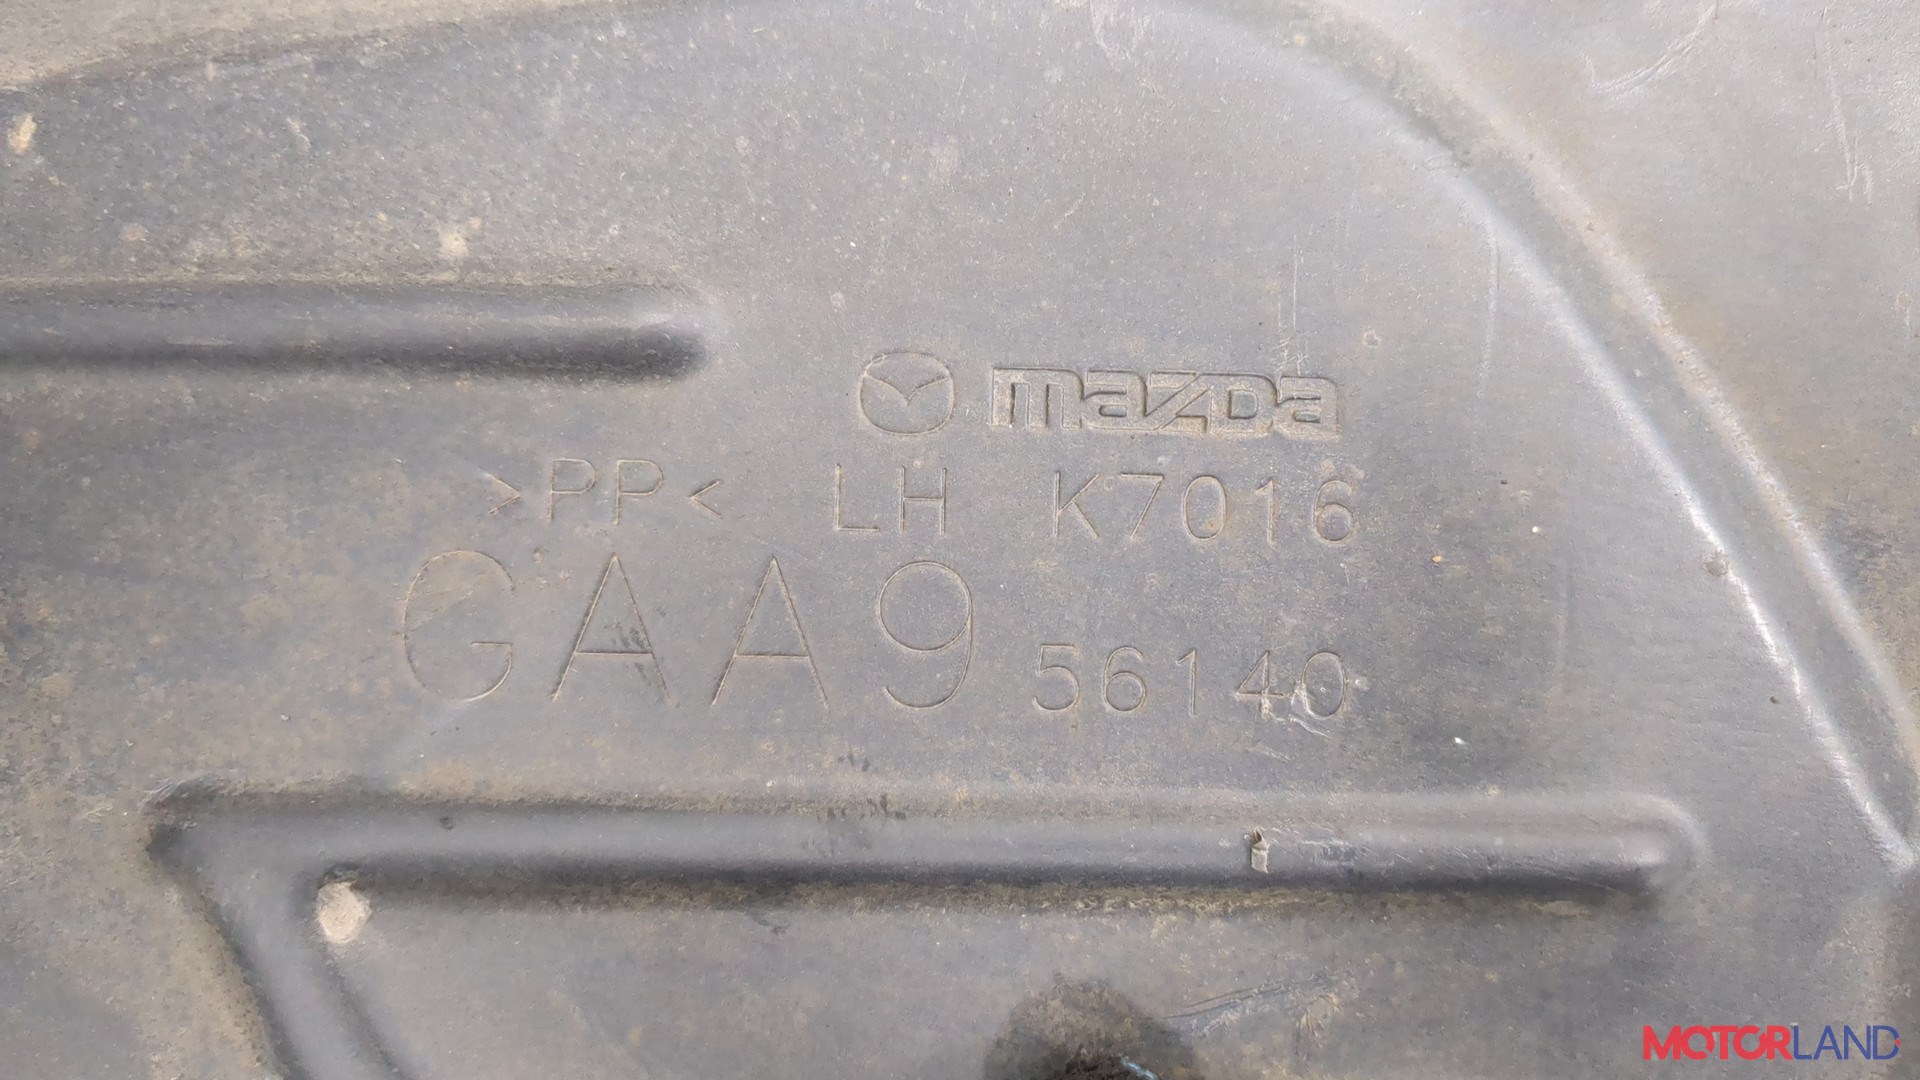 mazda
>PP< LH K7016
GAA9 56140
MOTORLAND